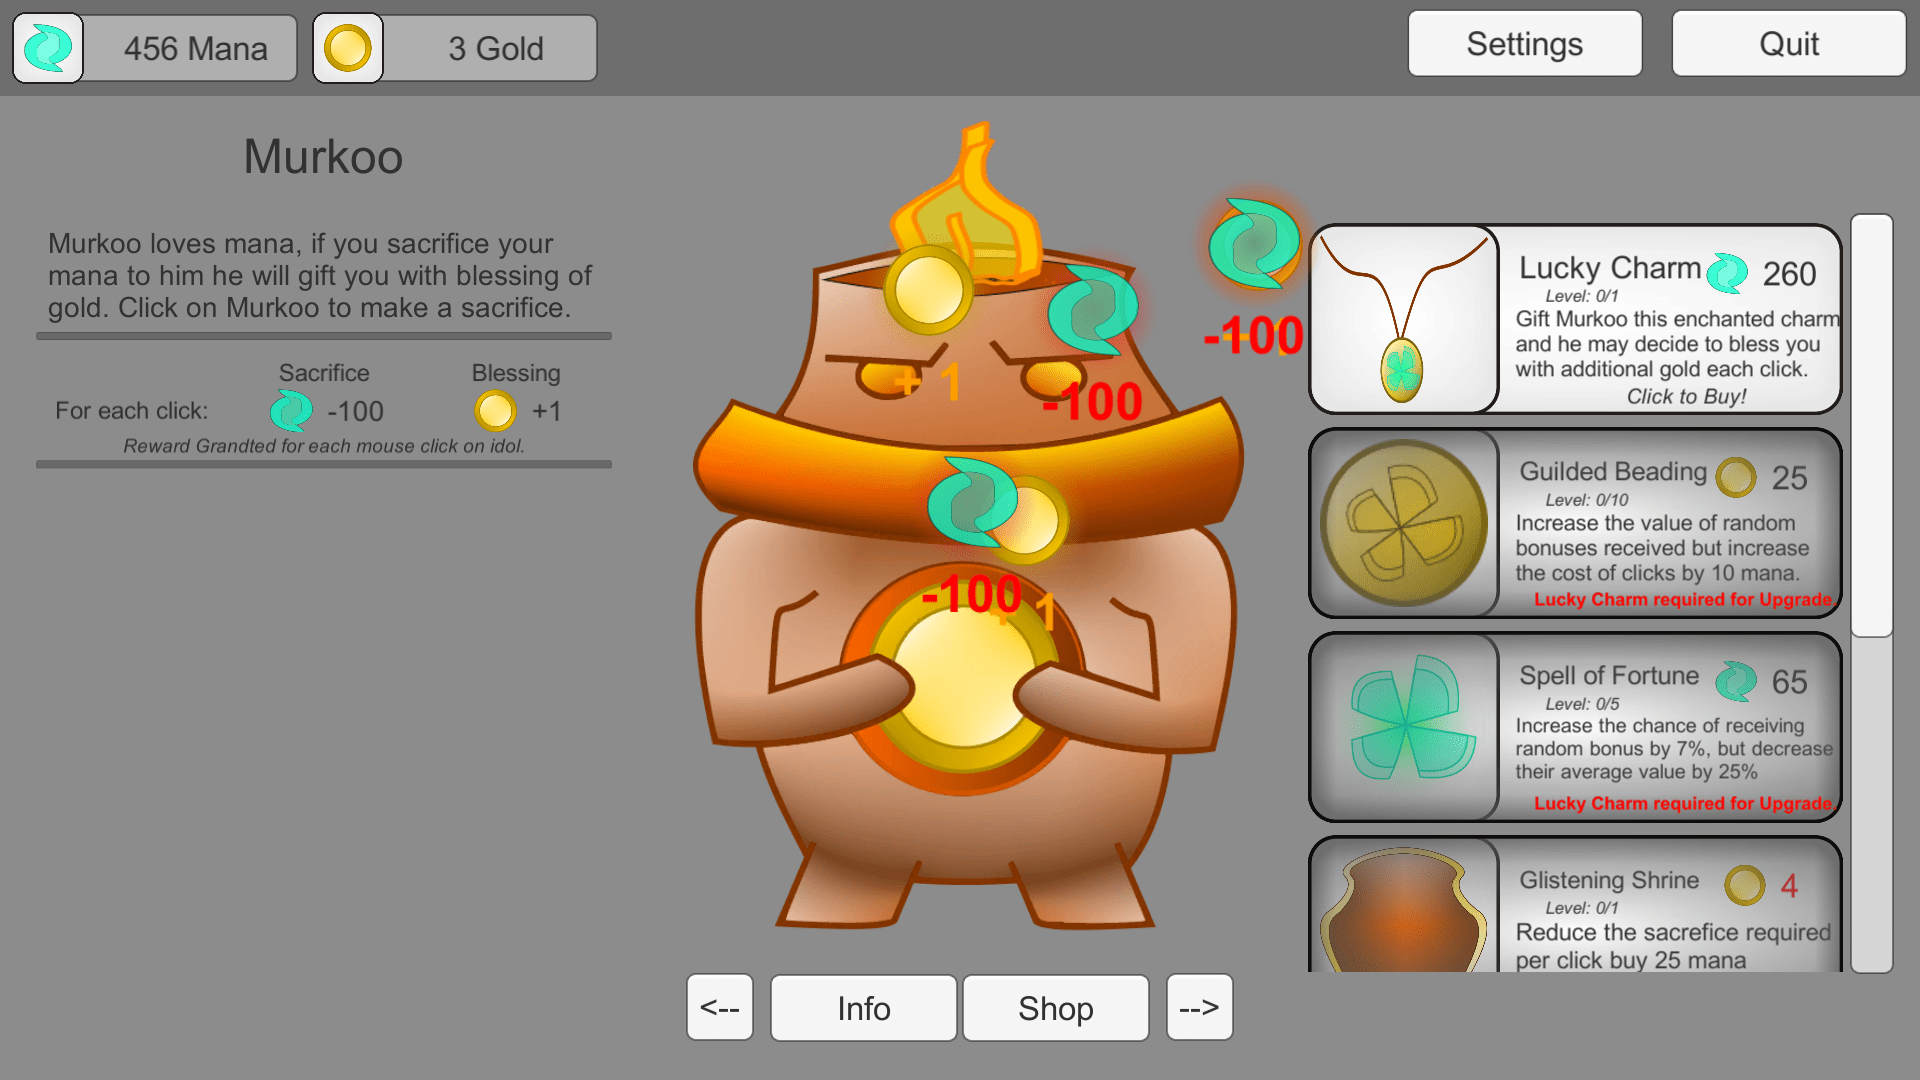 456 Mana
3 Gold
Settings
Quit
Murkoo
Murkoo loves mana, if you sacrifice your
mana to him he will gift you with blessing of
gold. Click on Murkoo to make a sacrifice.
Sacrifice
Blessing
For each click:
-100
+1
Reward Grandted for each mouse click on idol.
-100
+ 1
-100
-100
+ 1
Lucky Charm
260
Level: 0/1
Gift Murkoo this enchanted charm
and he may decide to bless you
with additional gold each click.
Click to Buy!
Guilded Beading
25
Level: 0/10
Increase the value of random
bonuses received but increase
the cost of clicks by 10 mana.
Lucky Charm required for Upgrade.
Spell of Fortune
65
Level: 0/5
Increase the chance of receiving
random bonus by 7%, but decrease
their average value by 25%
Lucky Charm required for Upgrade.
Glistening Shrine
4
Level: 0/1
Reduce the sacrefice required
per click buy 25 mana
<--
Info
Shop
-->